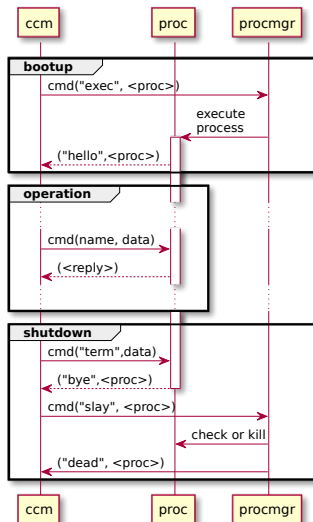 ccm proc procmgr
bootup
cmd("exec", <proc>)
execute
process
("hello",<proc>)
operation
cmd(name, data)
(<reply>)
shutdown
cmd("term",data)
("bye",<proc>)
cmd("slay", <proc>)
check or kill
("dead", <proc>)
ccm proc procmgr